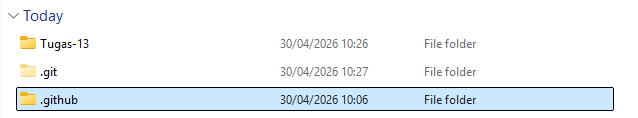 Today
Tugas-13 30/04/2026 10:26 File folder
.git 30/04/2026 10:27 File folder
.github 30/04/2026 10:06 File folder